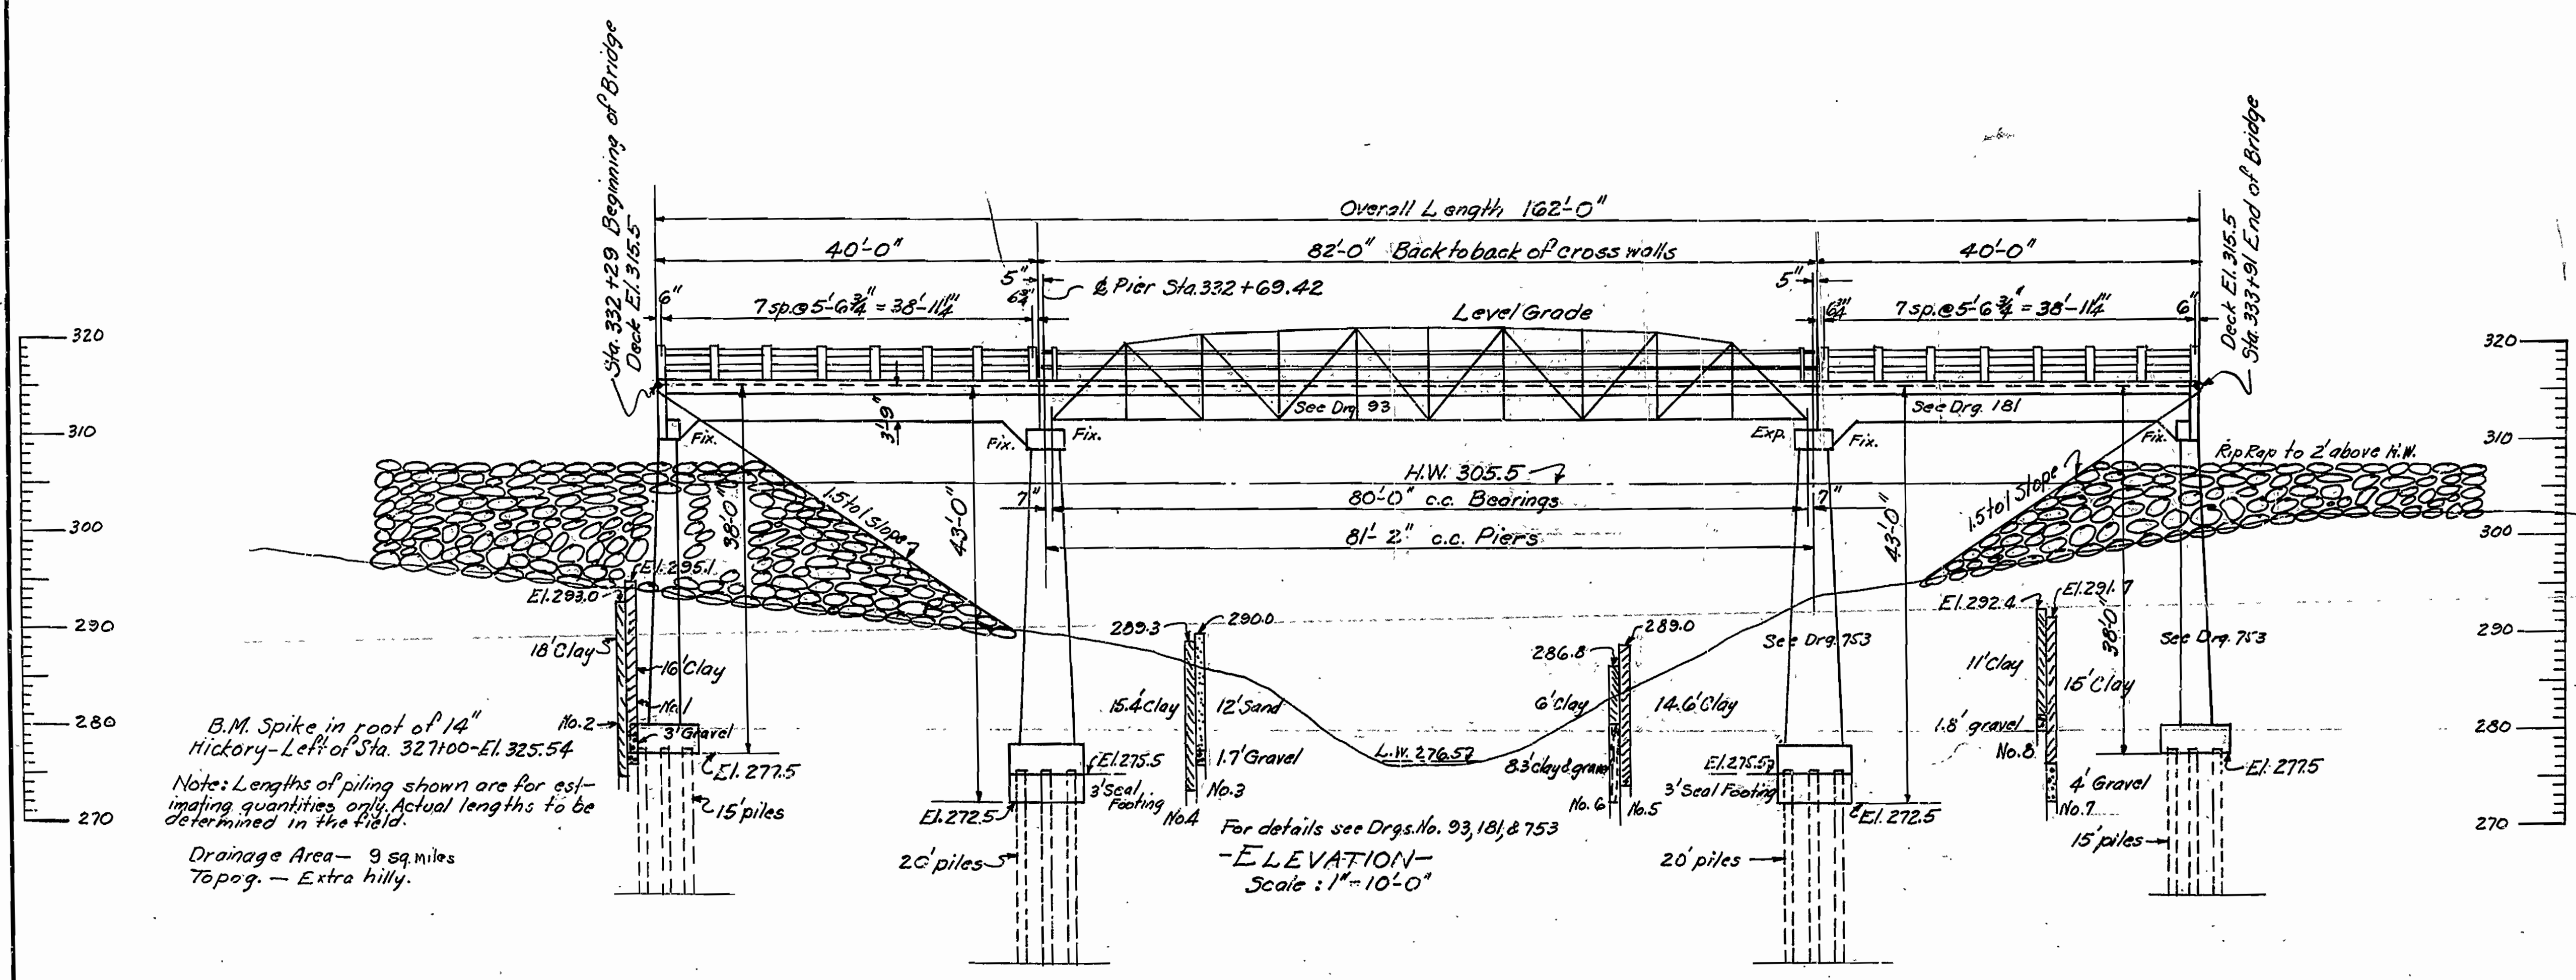 Sta. 332+29 Beginning of Bridge
Deck El. 315.5
Deck El. 315.5
Sta. 333+91 End of Bridge
Overall Length 162'-0"
40'-0"
82'-0" Back to back of cross walls
40'-0"
5"
℄ Pier Sta. 332+69.42
5"
6"
7 sp. @ 5'-6 3/4" = 38'-11 1/4"
6 3/4"
Level Grade
6 3/4"
7 sp. @ 5'-6 3/4" = 38'-11 1/4"
6"
320
320
See Drg. 93
See Drg. 181
3'-9"
310
310
Fix.
Fix.
Fix.
Exp.
Fix.
Fix.
Rip Rap to 2' above H.W.
H.W. 305.5
1.5 to 1 Slope
1.5 to 1 Slope
7"
80'-0" c.c. Bearings
7"
300
300
38'-0"
43'-0"
81'-2" c.c. Piers
43'-0"
El. 295.1
El. 293.0
El. 292.4
El. 291.7
290
290
289.3
290.0
286.8
289.0
See Drg. 753
38'-0"
See Drg. 753
18' Clay
16' Clay
11' Clay
15' Clay
15.4' Clay
12' Sand
6' Clay
14.6' Clay
No. 1
No. 2
280
280
3' Gravel
1.8' gravel
No. 8
B.M. Spike in root of 14"
Hickory-Left of Sta. 327+00-El. 325.54
L.W. 276.57
El. 277.5
El. 275.5
1.7' Gravel
8.3' clay & gravel
El. 275.5
El. 277.5
3' Seal Footing
No. 3
No. 4
No. 6
No. 5
3' Seal Footing
4' Gravel
No. 7
Note: Lengths of piling shown are for est-
imating quantities only. Actual lengths to be
determined in the field.
270
270
15' piles
El. 272.5
El. 272.5
15' piles
For details see Drgs. No. 93, 181, & 753
-ELEVATION-
Scale: 1"=10'-0"
20' piles
20' piles
Drainage Area— 9 sq. miles
Topog. — Extra hilly.